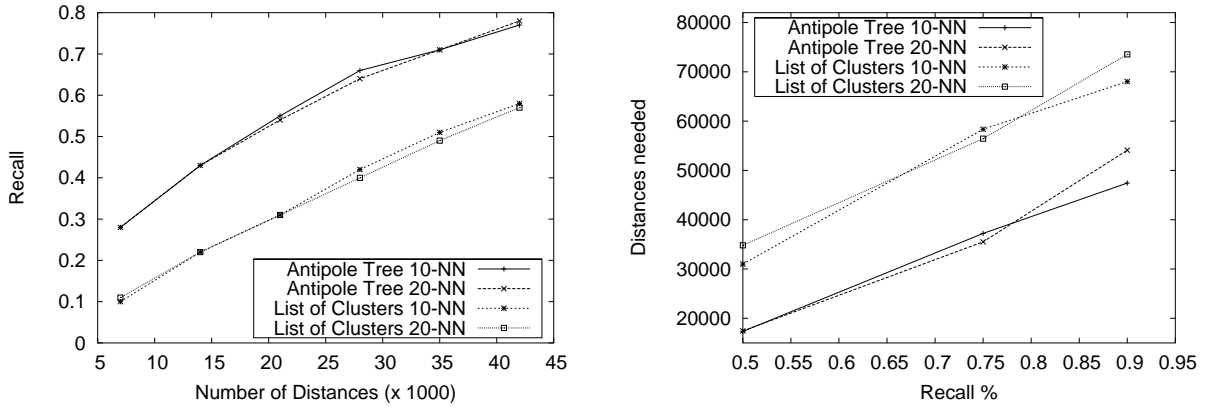 0.8
0.7
0.6
0.5
0.4
0.3
0.2
0.1
0
Recall
Antipole Tree 10-NN
Antipole Tree 20-NN
List of Clusters 10-NN
List of Clusters 20-NN
5 10 15 20 25 30 35 40 45
Number of Distances (x 1000)
80000
70000
60000
50000
40000
30000
20000
Distances needed
Antipole Tree 10-NN
Antipole Tree 20-NN
List of Clusters 10-NN
List of Clusters 20-NN
0.5 0.55 0.6 0.65 0.7 0.75 0.8 0.85 0.9 0.95
Recall %